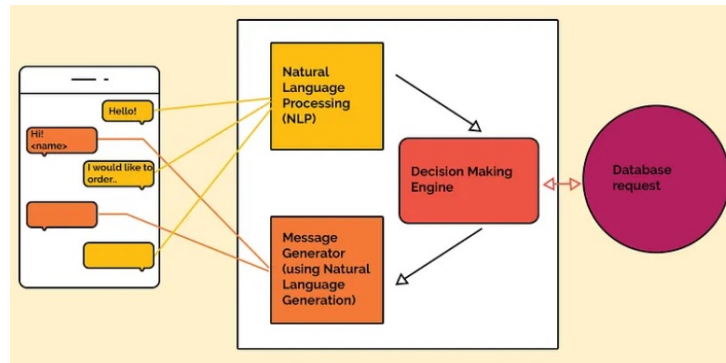 Hello!
Hi!
<name>
I would like to
order..
Natural
Language
Processing
(NLP)
Decision Making
Engine
Database
request
Message
Generator
(using Natural
Language
Generation)